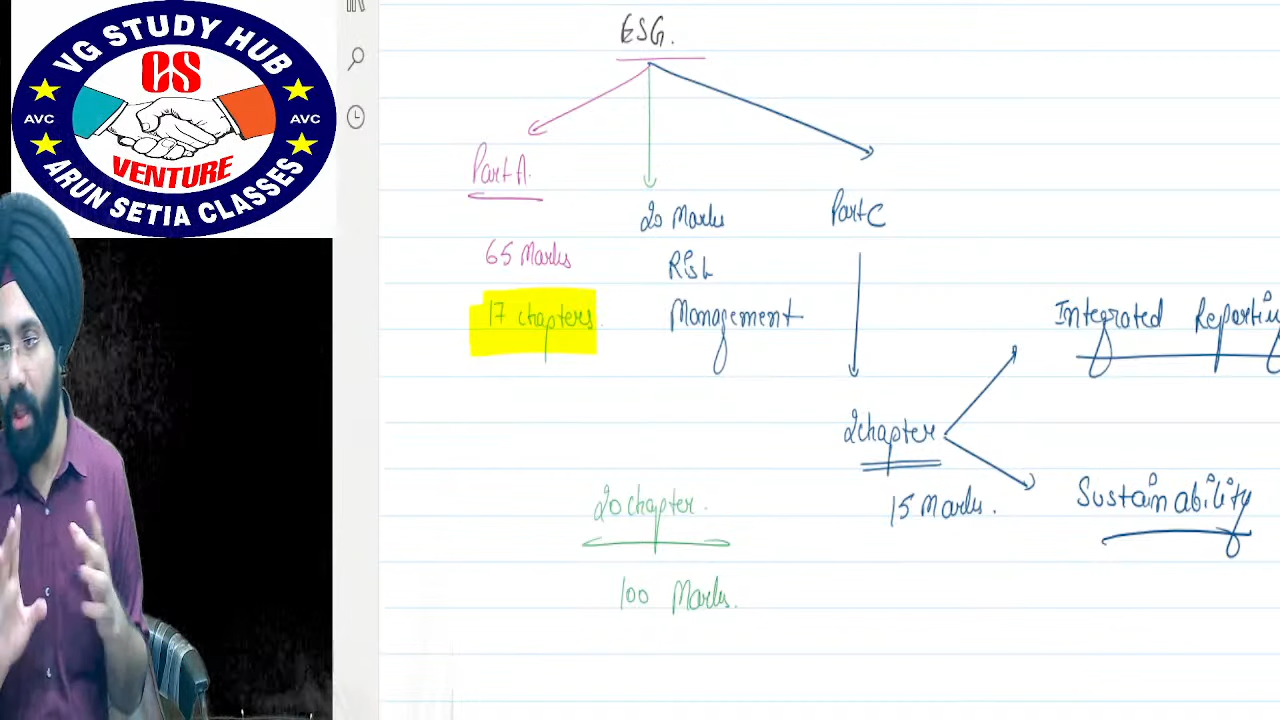 VG STUDY HUB
CS
AVC
AVC
VENTURE
ARUN SETIA CLASSES
ESG.
Part A.
65 Marks
17 chapters.
20 Marks
Risk
Management
Part C
2 chapter
15 Marks.
Integrated Reportin
Sustainability
20 chapter.
100 Marks.